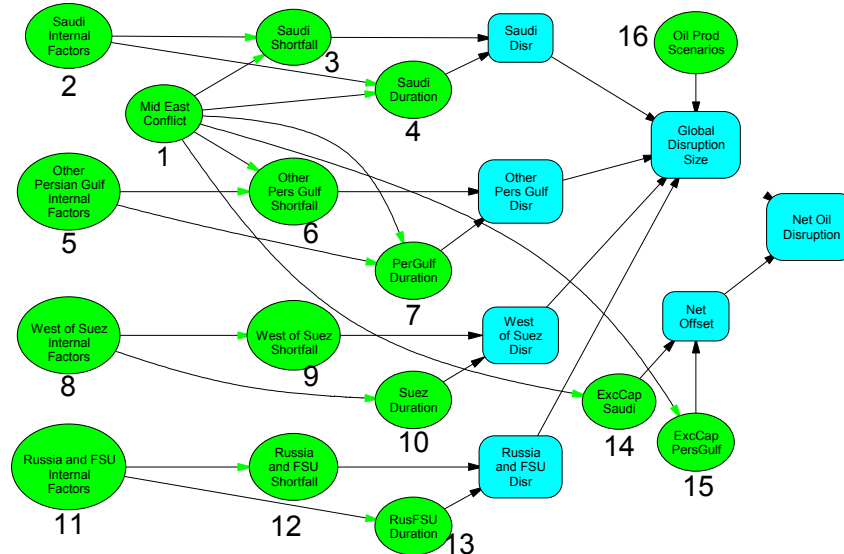 Saudi
Internal
Factors
2
Saudi
Shortfall
3
Saudi
Disr
16
Oil Prod
Scenarios
Mid East
Conflict
1
Saudi
Duration
4
Global
Disruption
Size
Other
Persian Gulf
Internal
Factors
5
Other
Pers Gulf
Shortfall
6
Other
Pers Gulf
Disr
Net Oil
Disruption
PerGulf
Duration
7
West of Suez
Internal
Factors
8
West of Suez
Shortfall
9
West
of Suez
Disr
Net
Offset
Suez
Duration
10
ExcCap
Saudi
14
ExcCap
PersGulf
15
Russia and FSU
Internal
Factors
11
Russia
and FSU
Shortfall
12
Russia
and FSU
Disr
RusFSU
Duration
13